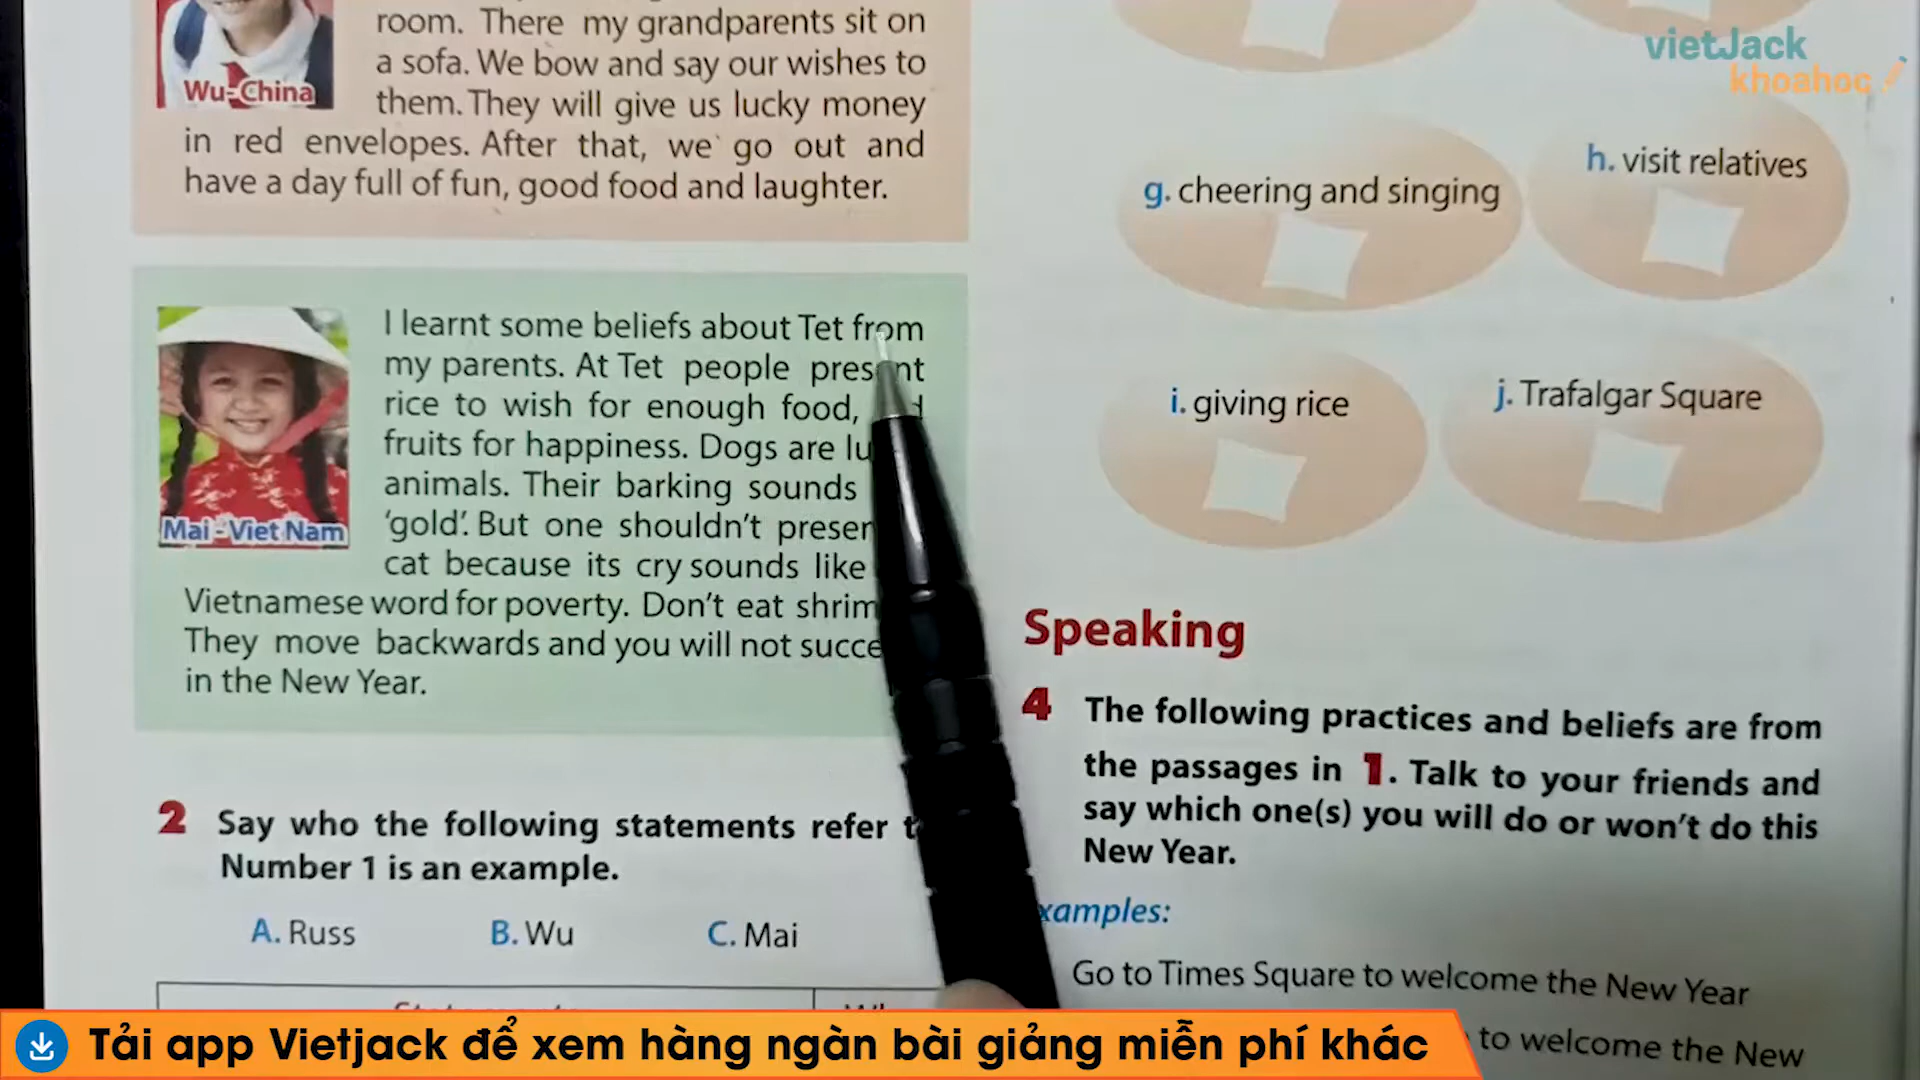 room. There my grandparents sit on
a sofa. We bow and say our wishes to
them. They will give us lucky money
in red envelopes. After that, we go out and
have a day full of fun, good food and laughter.
Wu-China
I learnt some beliefs about Tet from
my parents. At Tet people present
rice to wish for enough food,
fruits for happiness. Dogs are
animals. Their barking sounds
'gold'. But one shouldn't
cat because its cry sounds like
Vietnamese word for poverty. Don't eat
They move backwards and you will not
in the New Year.
Mai - Viet Nam
2 Say who the following statements refer
Number 1 is an example.
A. Russ B. Wu C. Mai
vietJack
khoahoc
g. cheering and singing
h. visit relatives
i. giving rice
j. Trafalgar Square
Speaking
4 The following practices and beliefs are from
the passages in 1. Talk to your friends and
say which one(s) you will do or won't do this
New Year.
xamples:
Go to Times Square to welcome the New Year
to welcome the New
Tải app Vietjack để xem hàng ngàn bài giảng miễn phí khác